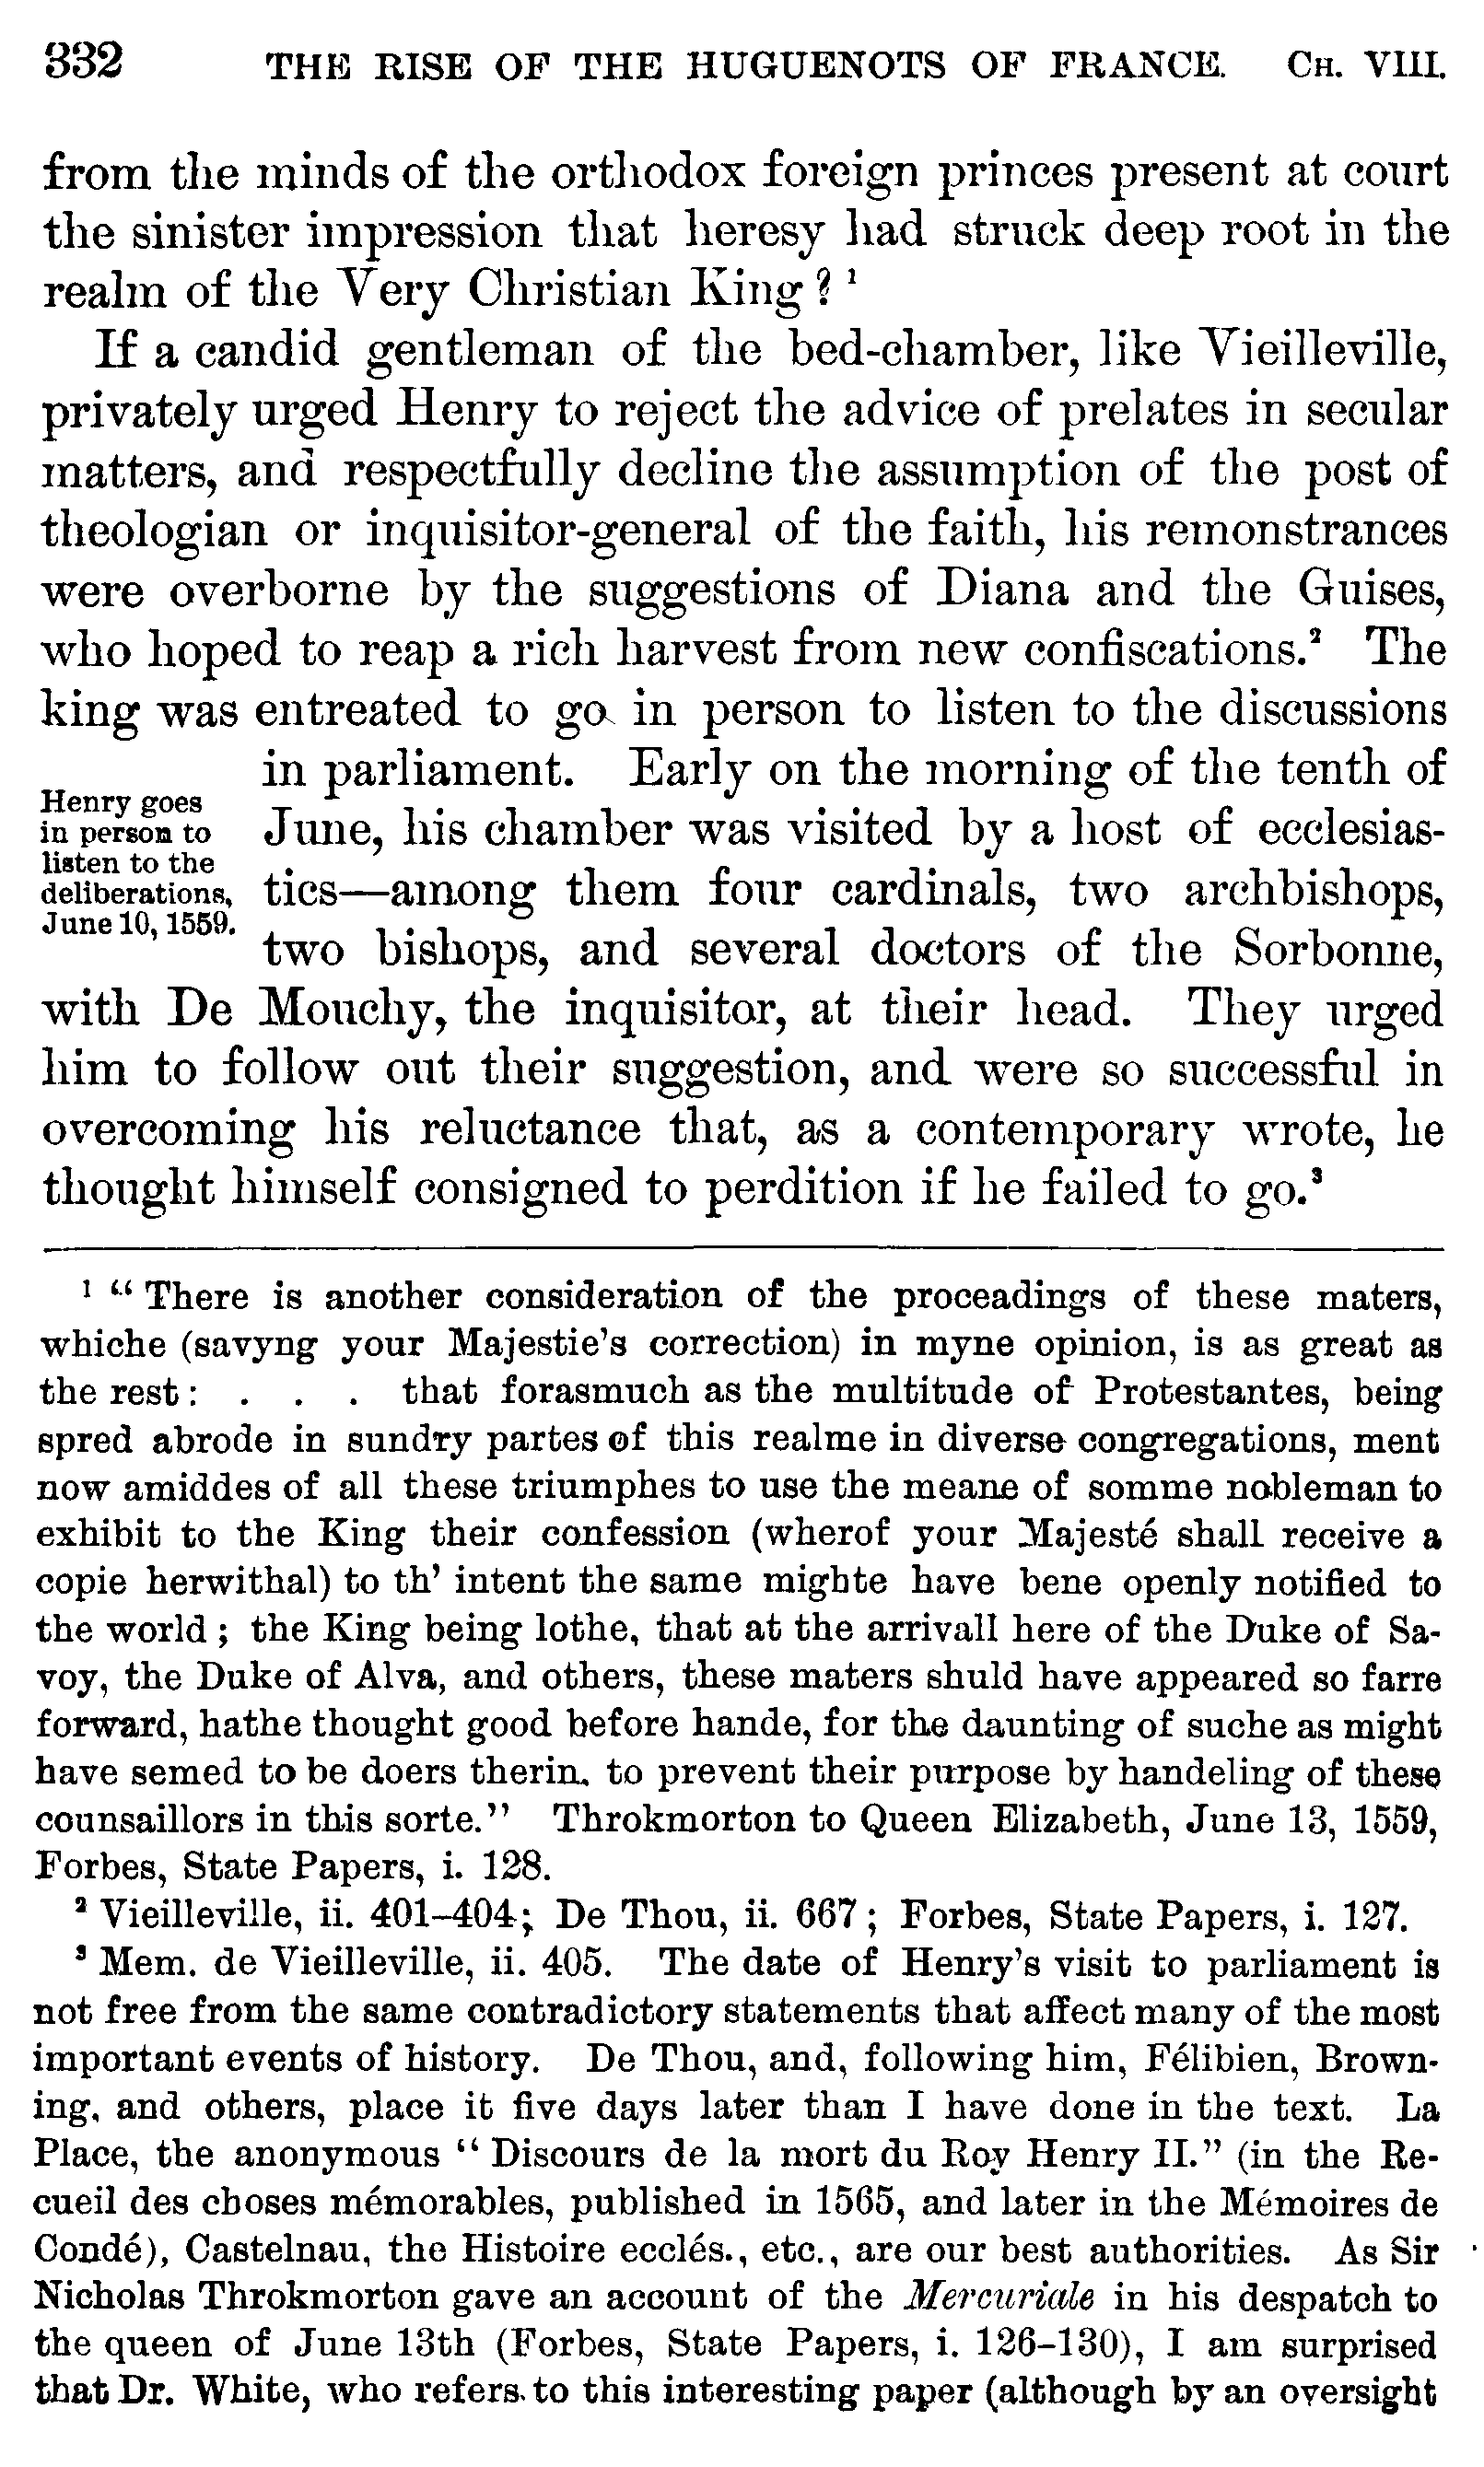 332 THE RISE OF THE HUGUENOTS OF FRANCE. CH. VIII.
from the minds of the orthodox foreign princes present at court
the sinister impression that heresy had struck deep root in the
realm of the Very Christian King? ¹
If a candid gentleman of the bed-chamber, like Vieilleville,
privately urged Henry to reject the advice of prelates in secular
matters, and respectfully decline the assumption of the post of
theologian or inquisitor-general of the faith, his remonstrances
were overborne by the suggestions of Diana and the Guises,
who hoped to reap a rich harvest from new confiscations.² The
king was entreated to go in person to listen to the discussions
Henry goes
in person to
listen to the
deliberations,
June 10, 1559.
in parliament. Early on the morning of the tenth of
June, his chamber was visited by a host of ecclesias-
tics—among them four cardinals, two archbishops,
two bishops, and several doctors of the Sorbonne,
with De Mouchy, the inquisitor, at their head. They urged
him to follow out their suggestion, and were so successful in
overcoming his reluctance that, as a contemporary wrote, he
thought himself consigned to perdition if he failed to go.³
¹ “There is another consideration of the proceadings of these maters,
whiche (savyng your Majestie's correction) in myne opinion, is as great as
the rest: . . . that forasmuch as the multitude of Protestantes, being
spred abrode in sundry partes of this realme in diverse congregations, ment
now amiddes of all these triumphes to use the meane of somme nobleman to
exhibit to the King their confession (wherof your Majesté shall receive a
copie herwithal) to th' intent the same mighte have bene openly notified to
the world; the King being lothe, that at the arrivall here of the Duke of Sa-
voy, the Duke of Alva, and others, these maters shuld have appeared so farre
forward, hathe thought good before hande, for the daunting of suche as might
have semed to be doers therin, to prevent their purpose by handeling of these
counsaillors in this sorte.” Throkmorton to Queen Elizabeth, June 13, 1559,
Forbes, State Papers, i. 128.
² Vieilleville, ii. 401–404; De Thou, ii. 667; Forbes, State Papers, i. 127.
³ Mem. de Vieilleville, ii. 405. The date of Henry's visit to parliament is
not free from the same contradictory statements that affect many of the most
important events of history. De Thou, and, following him, Félibien, Brown-
ing, and others, place it five days later than I have done in the text. La
Place, the anonymous “Discours de la mort du Roy Henry II.” (in the Re-
cueil des choses mémorables, published in 1565, and later in the Mémoires de
Condé), Castelnau, the Histoire ecclés., etc., are our best authorities. As Sir
Nicholas Throkmorton gave an account of the Mercuriale in his despatch to
the queen of June 13th (Forbes, State Papers, i. 126–130), I am surprised
that Dr. White, who refers to this interesting paper (although by an oversight